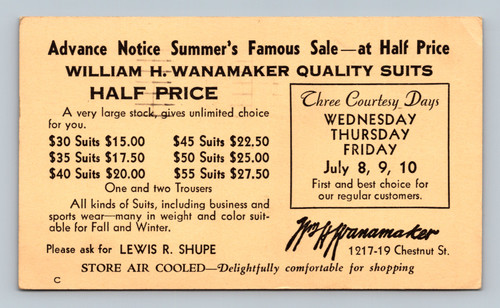 Advance Notice Summer's Famous Sale—at Half Price
WILLIAM H. WANAMAKER QUALITY SUITS
HALF PRICE
A very large stock, gives unlimited choice
for you.
$30 Suits $15.00 $45 Suits $22.50
$35 Suits $17.50 $50 Suits $25.00
$40 Suits $20.00 $55 Suits $27.50
One and two Trousers
All kinds of Suits, including business and
sports wear—many in weight and color suit-
able for Fall and Winter.
Please ask for LEWIS R. SHUPE
Three Courtesy Days
WEDNESDAY
THURSDAY
FRIDAY
July 8, 9, 10
First and best choice for
our regular customers.
Wm H Wanamaker
1217-19 Chestnut St.
STORE AIR COOLED—Delightfully comfortable for shopping
C